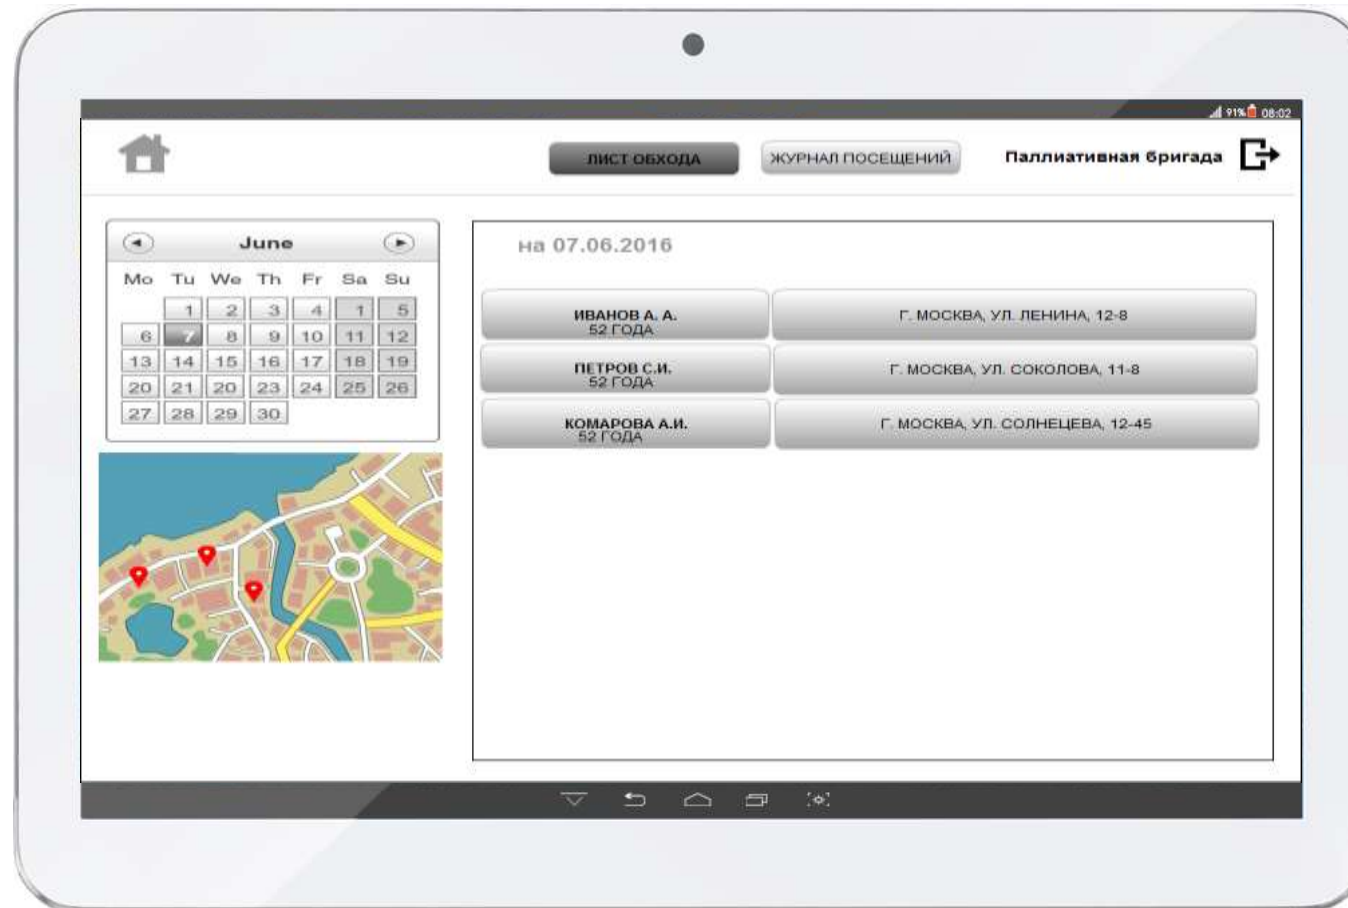 91% 08:02
ЛИСТ ОБХОДА ЖУРНАЛ ПОСЕЩЕНИЙ Паллиативная бригада
June
Mo Tu We Th Fr Sa Su
1 2 3 4 1 5
6 7 8 9 10 11 12
13 14 15 16 17 18 19
20 21 20 23 24 25 26
27 28 29 30
на 07.06.2016
ИВАНОВ А. А.
52 ГОДА
Г. МОСКВА, УЛ. ЛЕНИНА, 12-8
ПЕТРОВ С.И.
52 ГОДА
Г. МОСКВА, УЛ. СОКОЛОВА, 11-8
КОМАРОВА А.И.
52 ГОДА
Г. МОСКВА, УЛ. СОЛНЕЦЕВА, 12-45